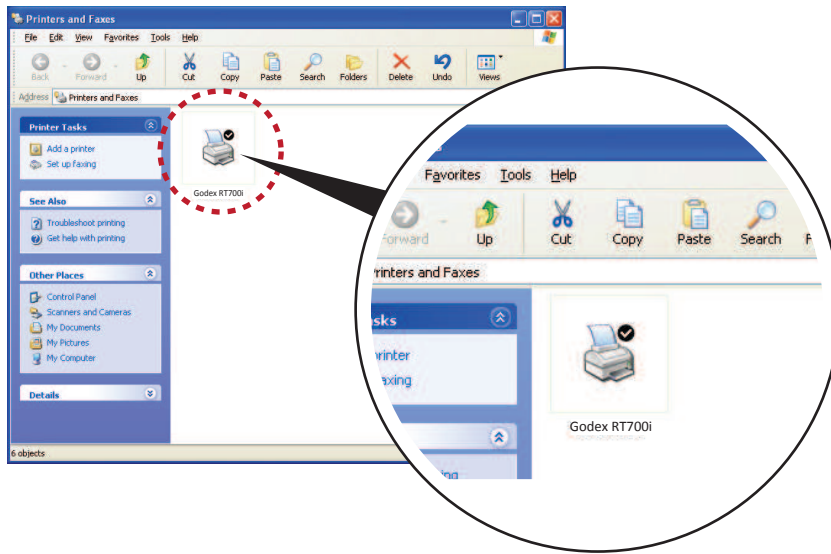 Printers and Faxes
File Edit View Favorites Tools Help
Back Forward Up Cut Copy Paste Search Folders Delete Undo Views
Address Printers and Faxes
Printer Tasks
Add a printer
Set up faxing
See Also
Troubleshoot printing
Get help with printing
Other Places
Control Panel
Scanners and Cameras
My Documents
My Pictures
My Computer
Details
6 objects
Godex RT700i
Favorites Tools Help
Forward Up Cut Copy Paste Search F
rinters and Faxes
sks
rinter
axing
ing
Godex RT700i